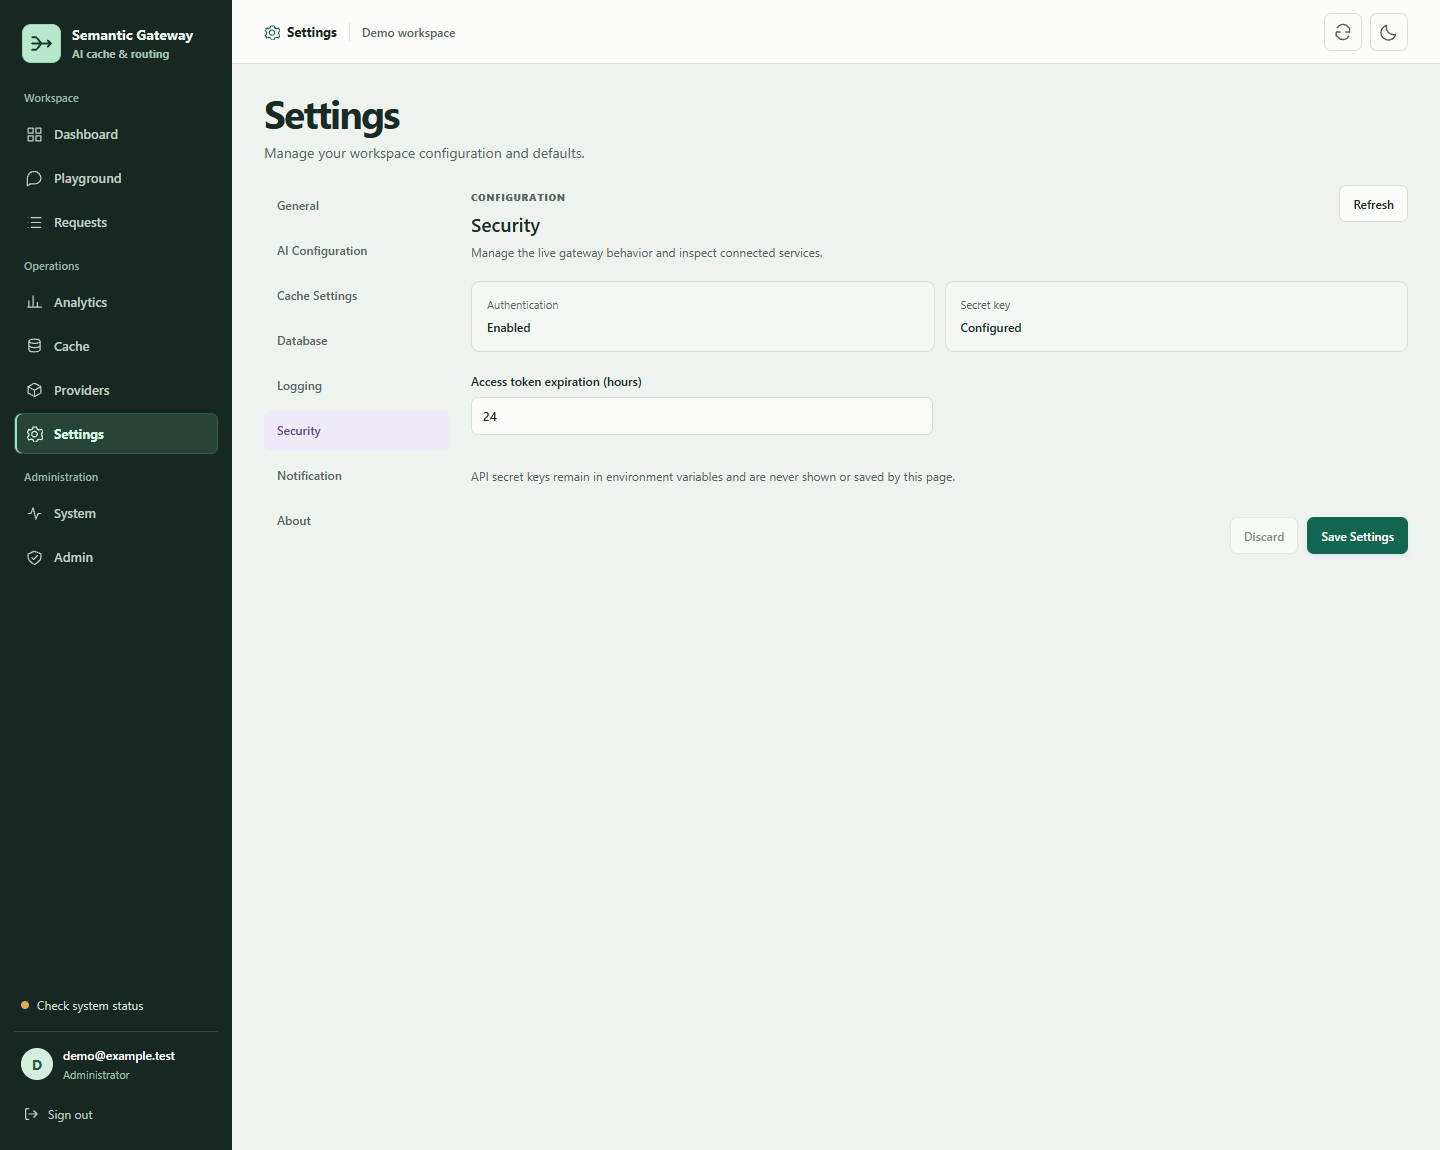 Semantic Gateway
AI cache & routing
Workspace
Dashboard
Playground
Requests
Operations
Analytics
Cache
Providers
Settings
Administration
System
Admin
Check system status
D
demo@example.test
Administrator
Sign out
Settings
Demo workspace
Settings
Manage your workspace configuration and defaults.
General
AI Configuration
Cache Settings
Database
Logging
Security
Notification
About
CONFIGURATION
Security
Manage the live gateway behavior and inspect connected services.
Refresh
Authentication
Enabled
Secret key
Configured
Access token expiration (hours)
24
API secret keys remain in environment variables and are never shown or saved by this page.
Discard
Save Settings